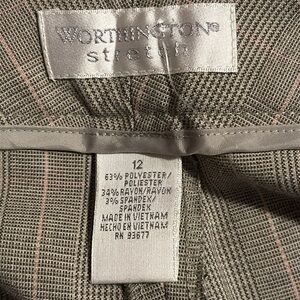 WORTHINGTON®
stretch
12
63% POLYESTER/
POLIESTER
34% RAYON/RAYON
3% SPANDEX/
SPANDEX
MADE IN VIETNAM
HECHO EN VIETNAM
RN 93677